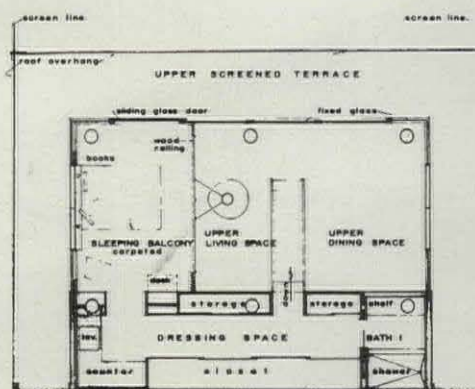 screen line
screen line
roof overhang
UPPER SCREENED TERRACE
sliding glass door
fixed glass
wood
railing
books
SLEEPING BALCONY
carpeted
UPPER
LIVING SPACE
UPPER
DINING SPACE
desk
storage
down
storage
shelf
lav.
DRESSING SPACE
BATH 1
counter
closet
shower